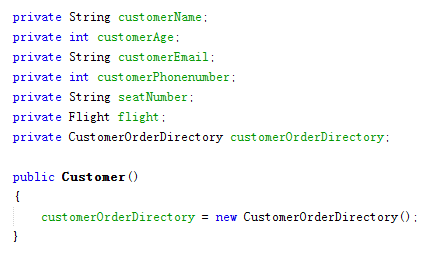 private String customerName;
private int customerAge;
private String customerEmail;
private int customerPhonenumber;
private String seatNumber;
private Flight flight;
private CustomerOrderDirectory customerOrderDirectory;
public Customer()
{
customerOrderDirectory = new CustomerOrderDirectory();
}